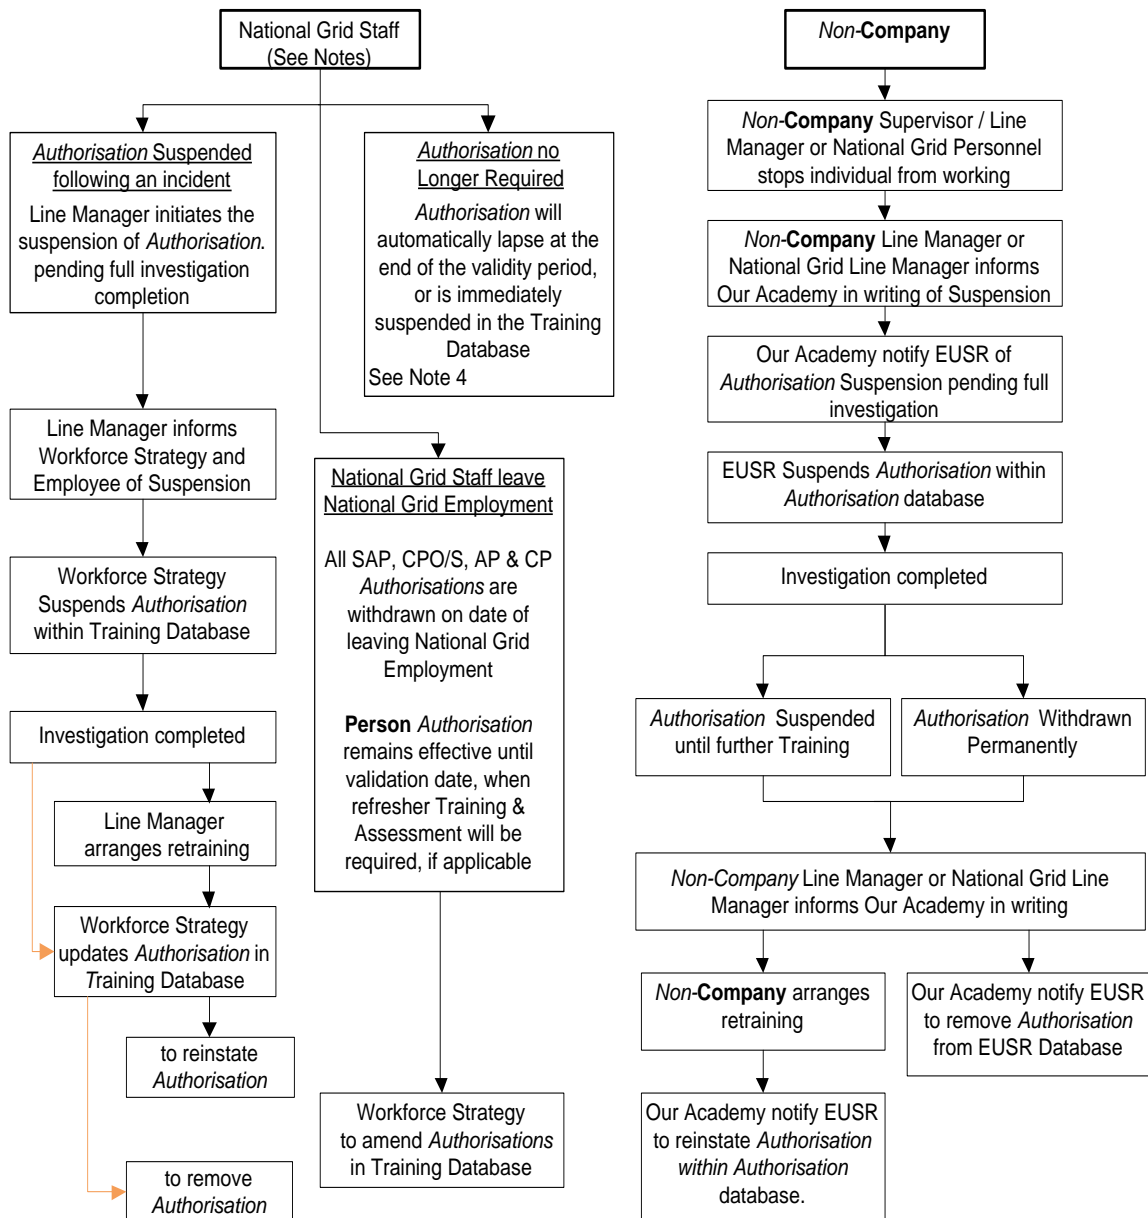 National Grid Staff
(See Notes)
Authorisation Suspended
following an incident
Line Manager initiates the
suspension of Authorisation.
pending full investigation
completion
Line Manager informs
Workforce Strategy and
Employee of Suspension
Workforce Strategy
Suspends Authorisation
within Training Database
Investigation completed
Line Manager
arranges retraining
Workforce Strategy
updates Authorisation in
Training Database
to reinstate
Authorisation
to remove
Authorisation
Authorisation no
Longer Required
Authorisation will
automatically lapse at the
end of the validity period,
or is immediately
suspended in the Training
Database
See Note 4
National Grid Staff leave
National Grid Employment
All SAP, CPO/S, AP & CP
Authorisations are
withdrawn on date of
leaving National Grid
Employment
Person Authorisation
remains effective until
validation date, when
refresher Training &
Assessment will be
required, if applicable
Workforce Strategy
to amend Authorisations
in Training Database
Non-Company
Non-Company Supervisor / Line
Manager or National Grid Personnel
stops individual from working
Non-Company Line Manager or
National Grid Line Manager informs
Our Academy in writing of Suspension
Our Academy notify EUSR of
Authorisation Suspension pending full
investigation
EUSR Suspends Authorisation within
Authorisation database
Investigation completed
Authorisation Suspended
until further Training
Authorisation Withdrawn
Permanently
Non-Company Line Manager or National Grid Line
Manager informs Our Academy in writing
Non-Company arranges
retraining
Our Academy notify EUSR
to remove Authorisation
from EUSR Database
Our Academy notify EUSR
to reinstate Authorisation
within Authorisation
database.